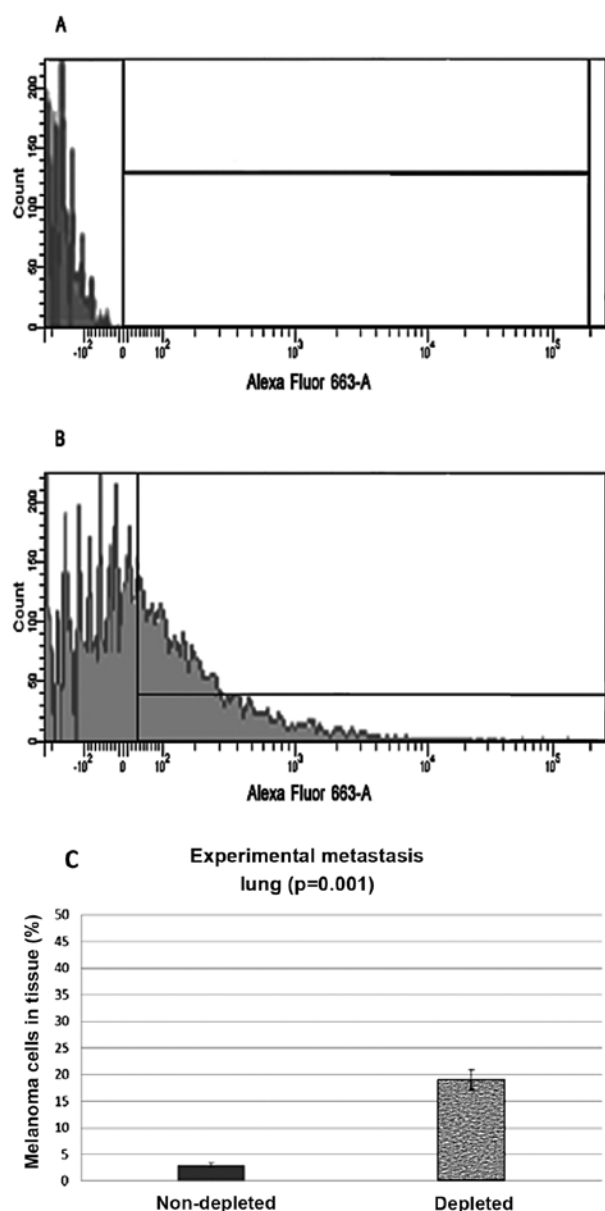 A
200
150
100
50
0
Count
-10² 0 10² 10³ 10⁴ 10⁵
Alexa Fluor 663-A
B
200
150
100
50
0
Count
-10² 0 10² 10³ 10⁴ 10⁵
Alexa Fluor 663-A
C
Experimental metastasis
lung (p=0.001)
Melanoma cells in tissue (%)
50
45
40
35
30
25
20
15
10
5
0
Non-depleted Depleted